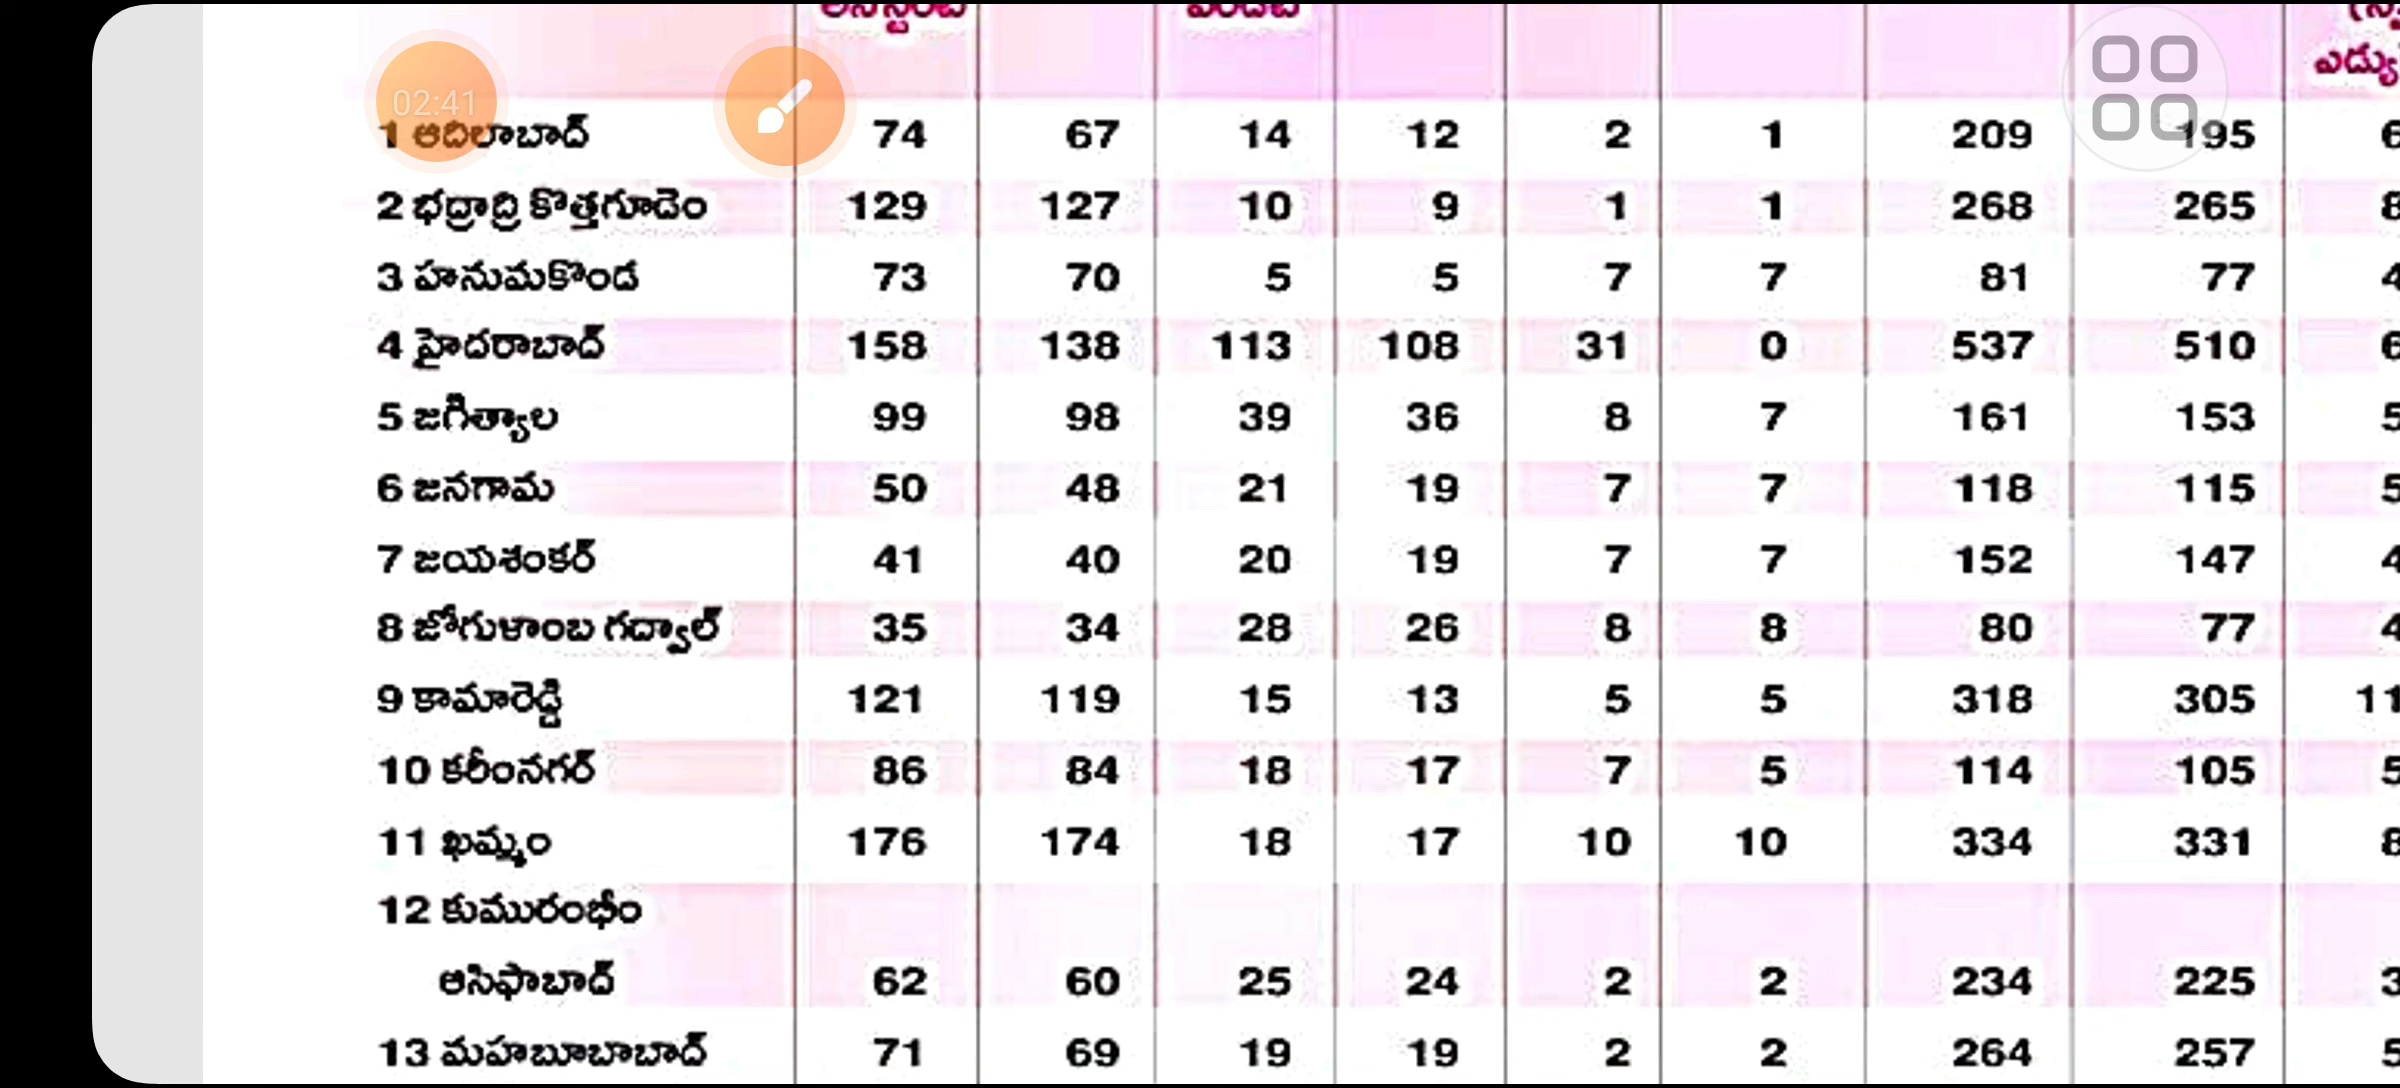 02:41
1 ఆదిలాబాద్ 74 67 14 12 2 1 209 195
2 భద్రాద్రి కొత్తగూడెం 129 127 10 9 1 1 268 265
3 హనుమకొండ 73 70 5 5 7 7 81 77
4 హైదరాబాద్ 158 138 113 108 31 0 537 510
5 జగిత్యాల 99 98 39 36 8 7 161 153
6 జనగామ 50 48 21 19 7 7 118 115
7 జయశంకర్ 41 40 20 19 7 7 152 147
8 జోగుళాంబ గద్వాల్ 35 34 28 26 8 8 80 77
9 కామారెడ్డి 121 119 15 13 5 5 318 305
10 కరీంనగర్ 86 84 18 17 7 5 114 105
11 ఖమ్మం 176 174 18 17 10 10 334 331
12 కుమురంభీం
ఆసిఫాబాద్ 62 60 25 24 2 2 234 225
13 మహబూబాబాద్ 71 69 19 19 2 2 264 257